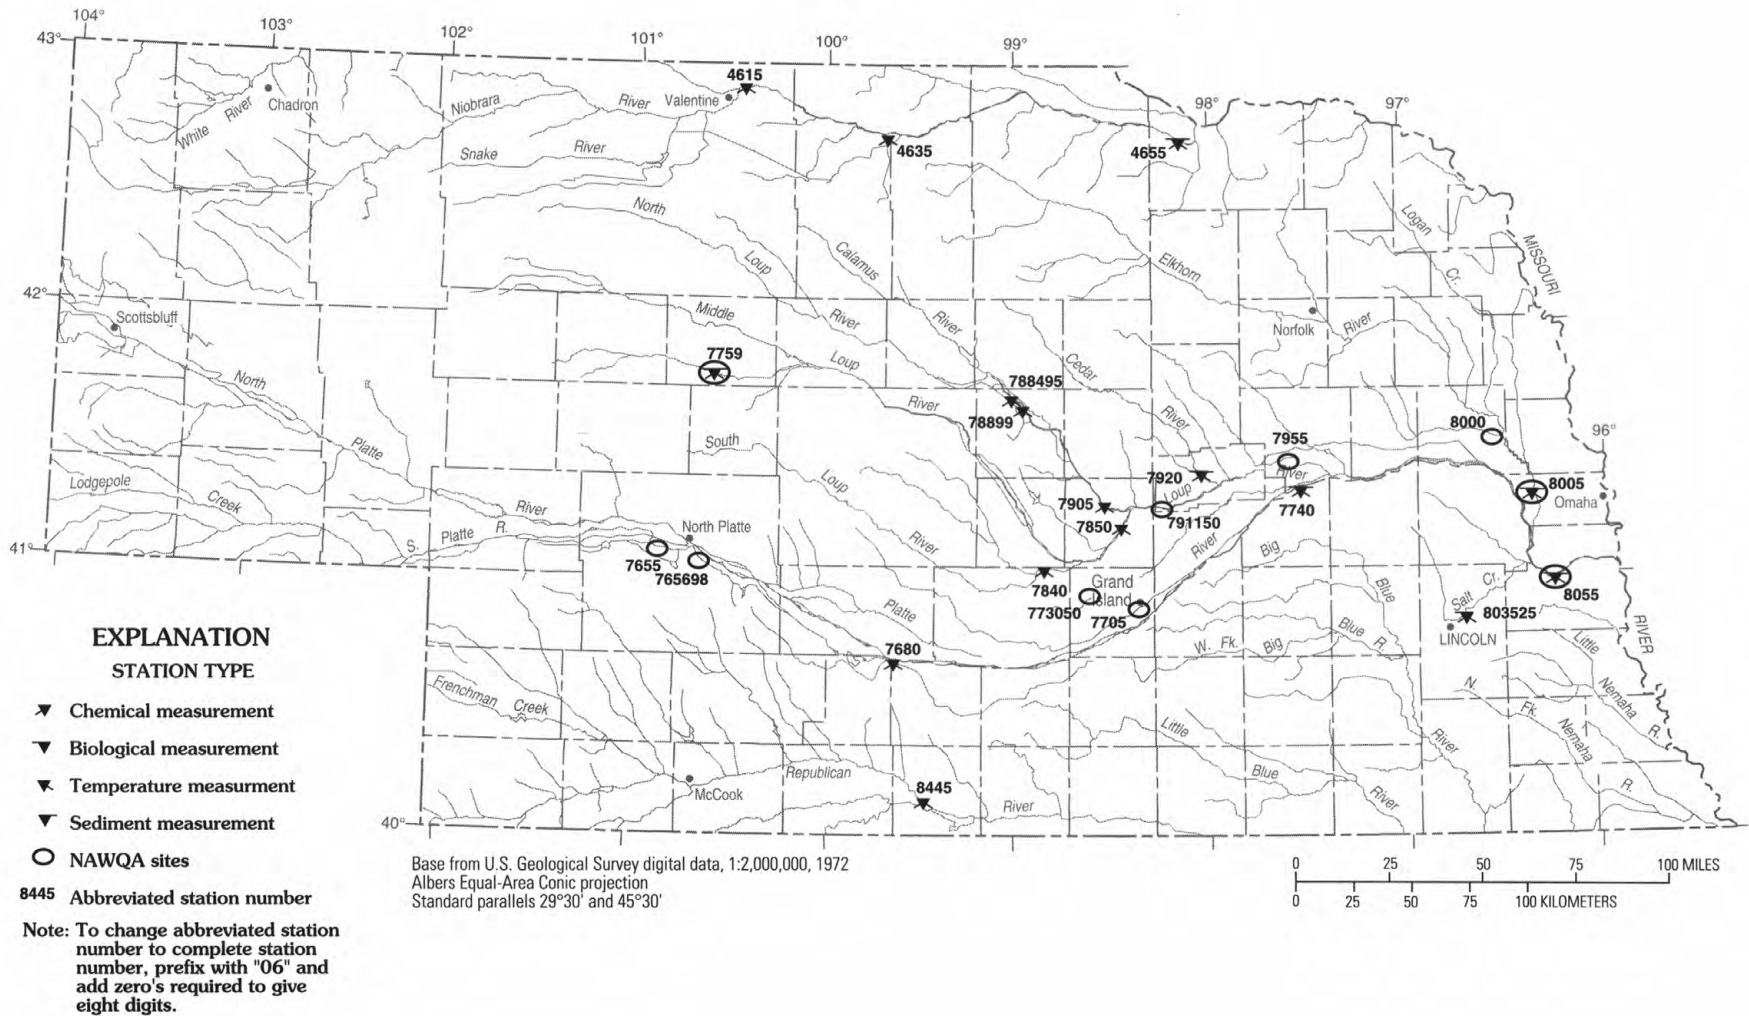 104°
103°
102°
101°
100°
99°
43°
4615
98°
97°
Chadron
White River
Niobrara River
Valentine
4635
4655
Snake River
North
Loup
River
Calamus
River
Elkhorn
River
Logan
Cr.
MISSOURI
42°
Scottsbluff
Middle
Loup
River
Norfolk
7759
Cedar
River
788495
78899
North
Platte
River
South
Loup
River
7955
8000
96°
Lodgepole
Creek
7920
Loup
River
8005
Omaha
7905
791150
7740
7850
S. Platte R.
North Platte
41°
7655
765698
River
Big
Blue
R.
7840
Grand
Island
773050
7705
Salt Cr.
8055
803525
LINCOLN
Platte
W. Fk. Big Blue
7680
RIVER
Little
Nemaha
R.
Frenchman Creek
N.
Fk.
Nemaha
R.
Little
Blue
River
River
Republican
River
McCook
8445
40°
EXPLANATION
STATION TYPE
Chemical measurement
Biological measurement
Temperature measurment
Sediment measurement
NAWQA sites
8445 Abbreviated station number
Note: To change abbreviated station
number to complete station
number, prefix with "06" and
add zero's required to give
eight digits.
Base from U.S. Geological Survey digital data, 1:2,000,000, 1972
Albers Equal-Area Conic projection
Standard parallels 29°30' and 45°30'
0 25 50 75 100 MILES
0 25 50 75 100 KILOMETERS